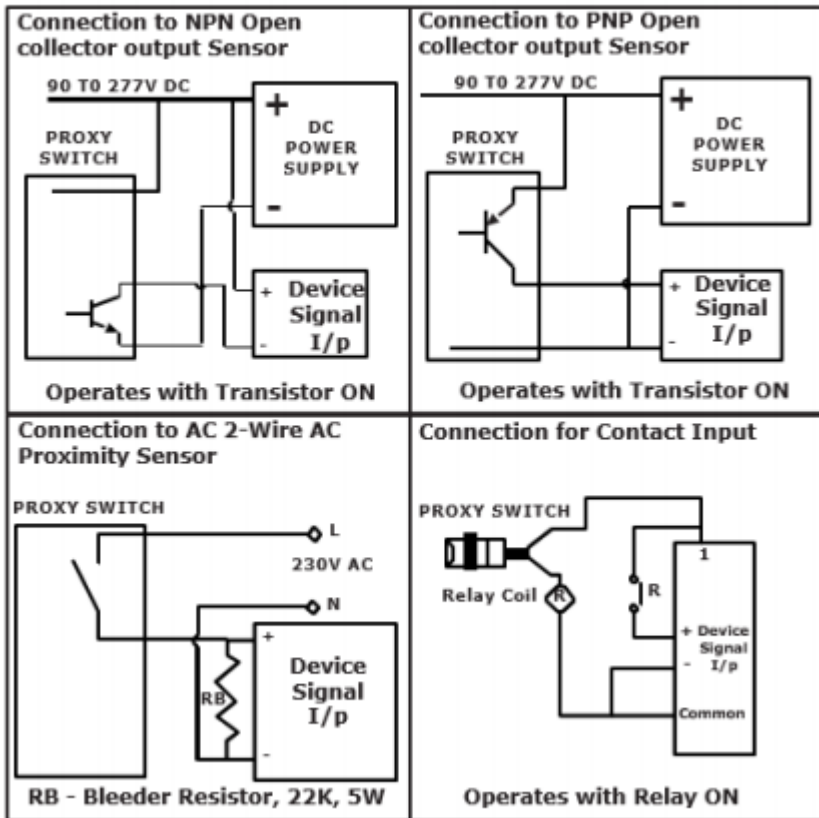 Connection to NPN Open
collector output Sensor
90 T0 277V DC
+
DC
POWER
SUPPLY
PROXY
SWITCH
-
+ Device
Signal
- I/p
Operates with Transistor ON
Connection to PNP Open
collector output Sensor
90 T0 277V DC
+
DC
POWER
SUPPLY
PROXY
SWITCH
-
+ Device
Signal
- I/p
Operates with Transistor ON
Connection to AC 2-Wire AC
Proximity Sensor
PROXY SWITCH
L
230V AC
N
+
Device
Signal
I/p
RB
-
RB - Bleeder Resistor, 22K, 5W
Connection for Contact Input
PROXY SWITCH
1
Relay Coil
R
R
+ Device
Signal
- I/p
Common
Operates with Relay ON